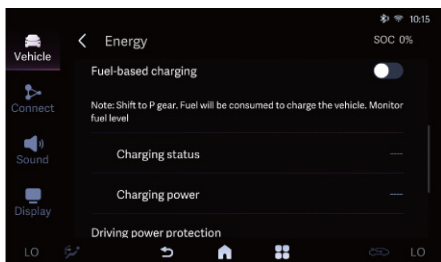 10:15
Energy
SOC 0%
Vehicle
Fuel-based charging
Note: Shift to P gear. Fuel will be consumed to charge the vehicle. Monitor
fuel level
Connect
Charging status
---
Sound
Charging power
---
Display
Driving power protection
LO
LO